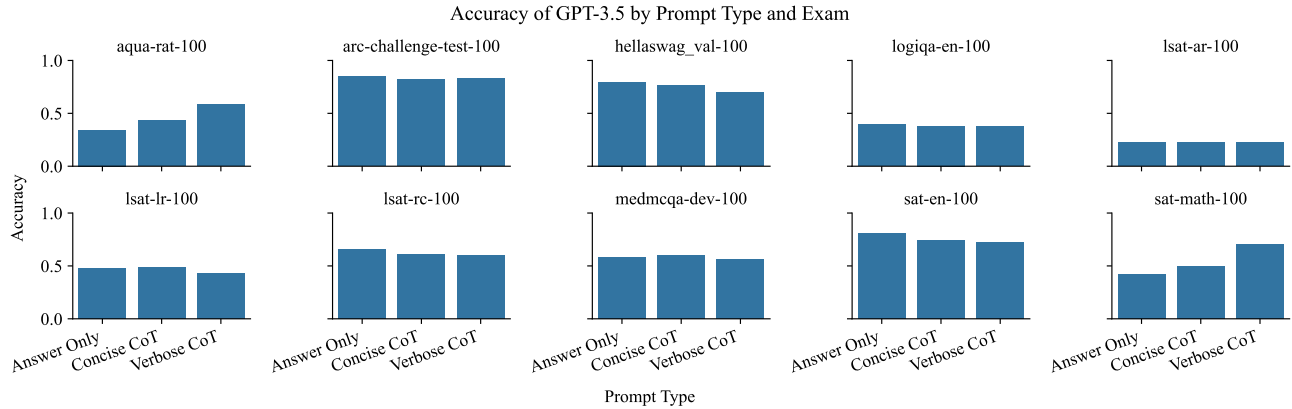 Accuracy of GPT-3.5 by Prompt Type and Exam
aqua-rat-100
arc-challenge-test-100
hellaswag_val-100
logiqa-en-100
lsat-ar-100
1.0
0.5
0.0
Accuracy
lsat-lr-100
lsat-rc-100
medmcqa-dev-100
sat-en-100
sat-math-100
1.0
0.5
0.0
Answer Only
Concise CoT
Verbose CoT
Answer Only
Concise CoT
Verbose CoT
Answer Only
Concise CoT
Verbose CoT
Answer Only
Concise CoT
Verbose CoT
Answer Only
Concise CoT
Verbose CoT
Prompt Type